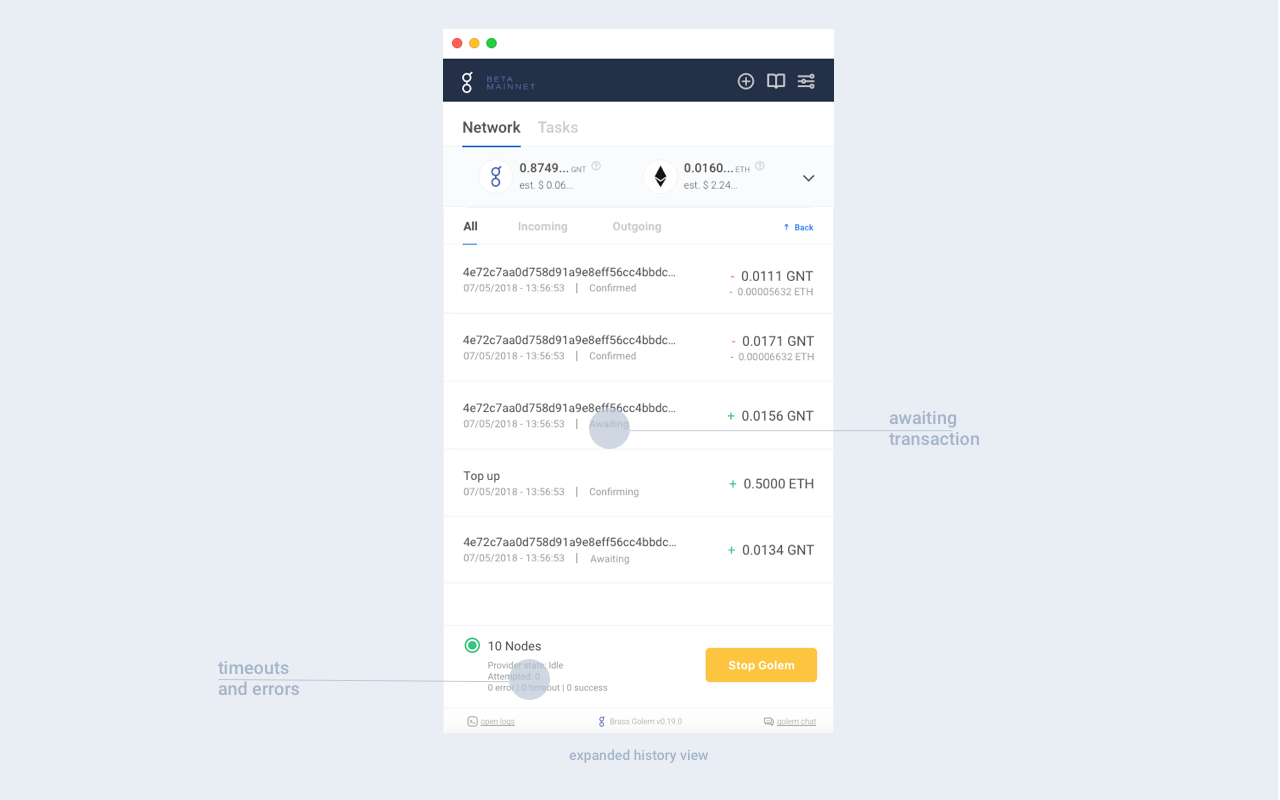 BETA
MAINNET
Network Tasks
0.8749... GNT ?
est. $ 0.06...
0.0160... ETH ?
est. $ 2.24...
All Incoming Outgoing ↑ Back
4e72c7aa0d758d91a9e8eff56cc4bbdc...
07/05/2018 - 13:56:53 | Confirmed
- 0.0111 GNT
- 0.00005632 ETH
4e72c7aa0d758d91a9e8eff56cc4bbdc...
07/05/2018 - 13:56:53 | Confirmed
- 0.0171 GNT
- 0.00006632 ETH
4e72c7aa0d758d91a9e8eff56cc4bbdc...
07/05/2018 - 13:56:53 | Awaiting
+ 0.0156 GNT
awaiting
transaction
Top up
07/05/2018 - 13:56:53 | Confirming
+ 0.5000 ETH
4e72c7aa0d758d91a9e8eff56cc4bbdc...
07/05/2018 - 13:56:53 | Awaiting
+ 0.0134 GNT
10 Nodes
Provider state: Idle
Attempted: 0
0 error | 0 timeout | 0 success
Stop Golem
timeouts
and errors
open logs Brass Golem v0.19.0 golem chat
expanded history view